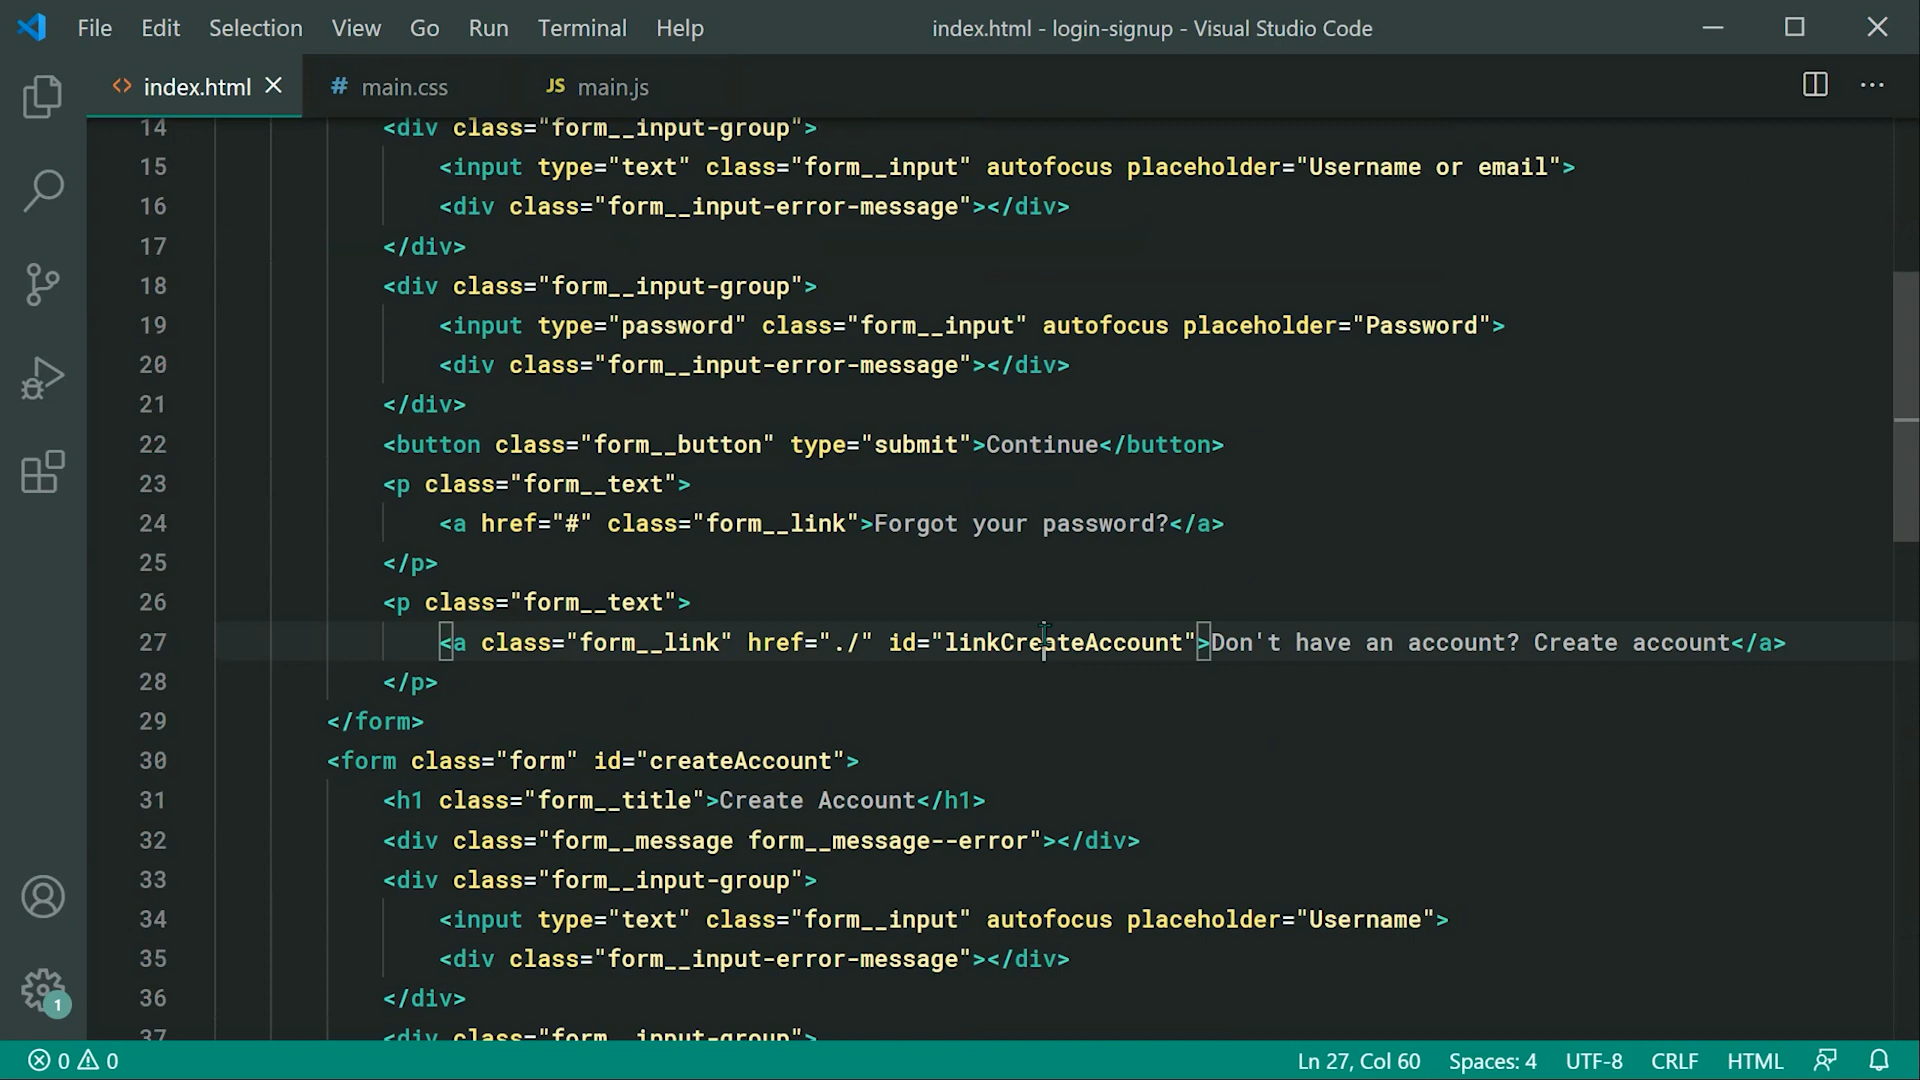 File Edit Selection View Go Run Terminal Help index.html - login-signup - Visual Studio Code
<> index.html # main.css JS main.js ...
14 <div class="form__input-group">
15 <input type="text" class="form__input" autofocus placeholder="Username or email">
16 <div class="form__input-error-message"></div>
17 </div>
18 <div class="form__input-group">
19 <input type="password" class="form__input" autofocus placeholder="Password">
20 <div class="form__input-error-message"></div>
21 </div>
22 <button class="form__button" type="submit">Continue</button>
23 <p class="form__text">
24 <a href="#" class="form__link">Forgot your password?</a>
25 </p>
26 <p class="form__text">
27 <a class="form__link" href="./" id="linkCreateAccount">Don't have an account? Create account</a>
28 </p>
29 </form>
30 <form class="form" id="createAccount">
31 <h1 class="form__title">Create Account</h1>
32 <div class="form__message form__message--error"></div>
33 <div class="form__input-group">
34 <input type="text" class="form__input" autofocus placeholder="Username">
35 <div class="form__input-error-message"></div>
36 </div>
37 <div class="form__input-group">
1
0 0 Ln 27, Col 60 Spaces: 4 UTF-8 CRLF HTML